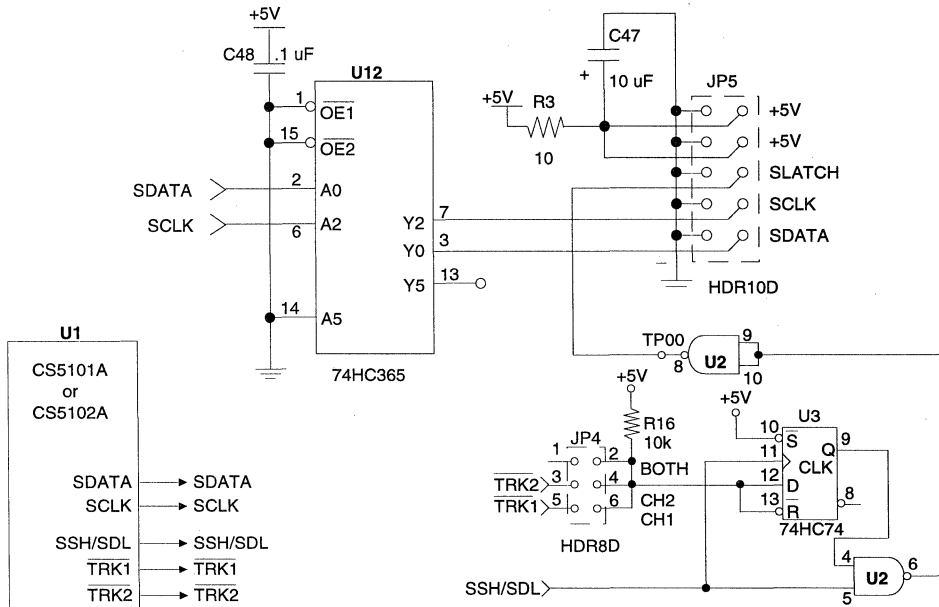 +5V
C48
.1 uF
U12
1
OE1
15
OE2
SDATA
2
A0
SCLK
6
A2
Y2
7
Y0
3
Y5
13
14
A5
74HC365
C47
+
10 uF
+5V
R3
10
JP5
+5V
+5V
SLATCH
SCLK
SDATA
HDR10D
U1
CS5101A
or
CS5102A
SDATA
SDATA
SCLK
SCLK
SSH/SDL
SSH/SDL
TRK1
TRK1
TRK2
TRK2
TP00
8
U2
9
10
+5V
R16
10k
JP4
1
2
BOTH
TRK2
3
4
CH2
TRK1
5
6
CH1
HDR8D
+5V
U3
10
S
Q
9
11
CLK
12
D
13
R
8
74HC74
SSH/SDL
4
5
U2
6